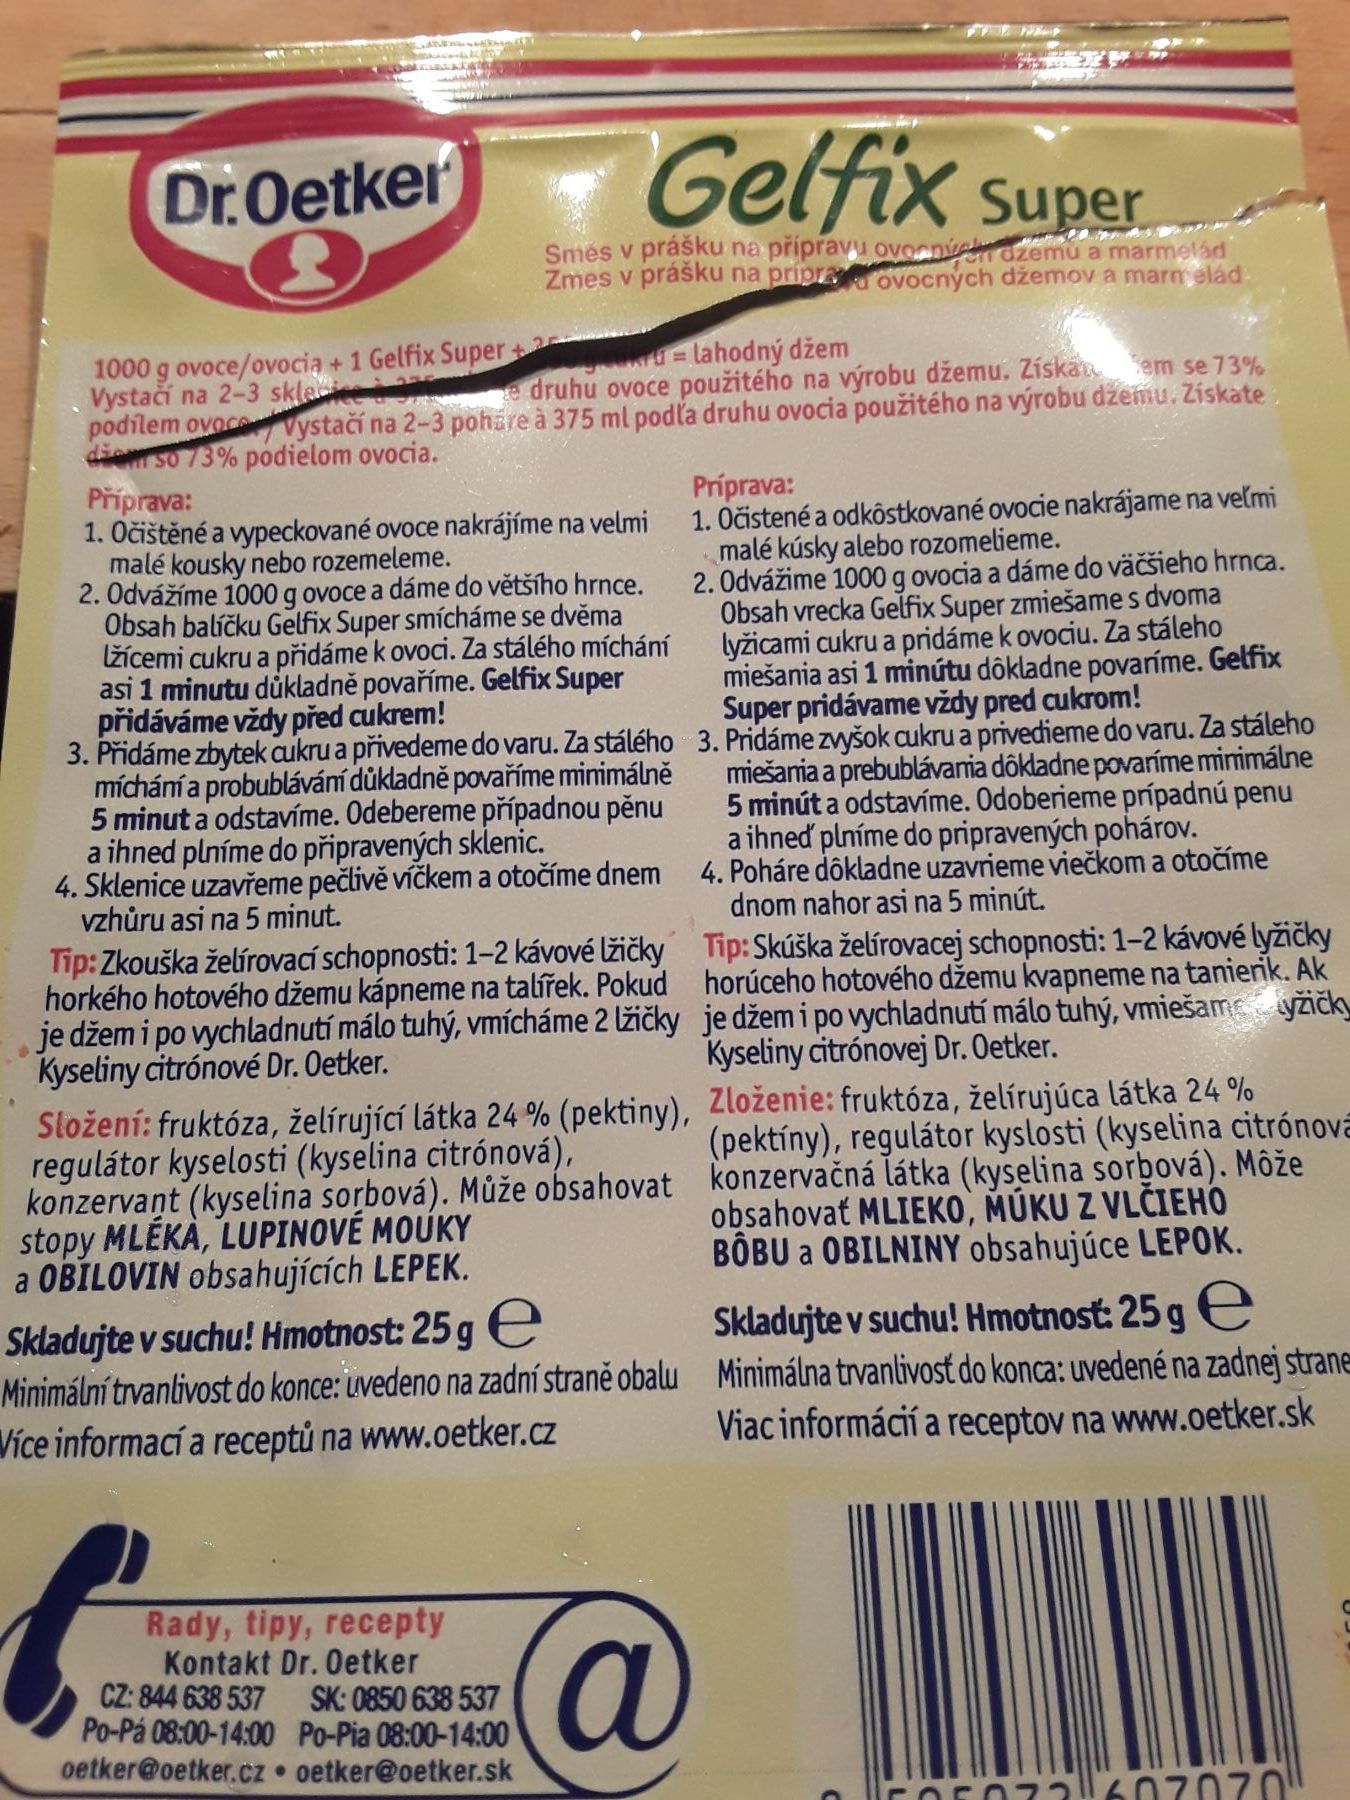 Dr.Oetker
Gelfix Super
Směs v prášku na přípravu ovocných džemů a marmelád
Zmes v prášku na prípravu ovocných džemov a marmelád
1000 g ovoce/ovocia + 1 Gelfix Super + cukru = lahodný džem
Vystačí na 2-3 sklenice à 375 druhu ovoce použitého na výrobu džemu. Získáte džem se 73%
podílem ovoce. / Vystačí na 2-3 poháre à 375 ml podľa druhu ovocia použitého na výrobu džemu. Získate
džem so 73% podielom ovocia.
Příprava:
1. Očištěné a vypeckované ovoce nakrájíme na velmi
malé kousky nebo rozemeleme.
2. Odvážíme 1000 g ovoce a dáme do většího hrnce.
Obsah balíčku Gelfix Super smícháme se dvěma
lžícemi cukru a přidáme k ovoci. Za stálého míchání
asi 1 minutu důkladně povaříme. Gelfix Super
přidáváme vždy před cukrem!
3. Přidáme zbytek cukru a přivedeme do varu. Za stálého
míchání a probublávání důkladně povaříme minimálně
5 minut a odstavíme. Odebereme případnou pěnu
a ihned plníme do připravených sklenic.
4. Sklenice uzavřeme pečlivě víčkem a otočíme dnem
vzhůru asi na 5 minut.
Tip: Zkouška želírovací schopnosti: 1-2 kávové lžičky
horkého hotového džemu kápneme na talířek. Pokud
je džem i po vychladnutí málo tuhý, vmícháme 2 lžičky
Kyseliny citrónové Dr. Oetker.
Složení: fruktóza, želírující látka 24 % (pektiny),
regulátor kyselosti (kyselina citrónová),
konzervant (kyselina sorbová). Může obsahovat
stopy MLÉKA, LUPINOVÉ MOUKY
a OBILOVIN obsahujících LEPEK.
Skladujte v suchu! Hmotnost: 25 g e
Minimální trvanlivost do konce: uvedeno na zadní straně obalu
Více informací a receptů na www.oetker.cz
Príprava:
1. Očistené a odkôstkované ovocie nakrájame na veľmi
malé kúsky alebo rozomelieme.
2. Odvážime 1000 g ovocia a dáme do väčšieho hrnca.
Obsah vrecka Gelfix Super zmiešame s dvoma
lyžicami cukru a pridáme k ovociu. Za stáleho
miešania asi 1 minútu dôkladne povaríme. Gelfix
Super pridávame vždy pred cukrom!
3. Pridáme zvyšok cukru a privedieme do varu. Za stáleho
miešania a prebublávania dôkladne povaríme minimálne
5 minút a odstavíme. Odoberieme prípadnú penu
a ihneď plníme do pripravených pohárov.
4. Poháre dôkladne uzavrieme viečkom a otočíme
dnom nahor asi na 5 minút.
Tip: Skúška želírovacej schopnosti: 1-2 kávové lyžičky
horúceho hotového džemu kvapneme na tanierik. Ak
je džem i po vychladnutí málo tuhý, vmiešame lyžičky
Kyseliny citrónovej Dr. Oetker.
Zloženie: fruktóza, želírujúca látka 24 %
(pektíny), regulátor kyslosti (kyselina citrónová
konzervačná látka (kyselina sorbová). Môže
obsahovať MLIEKO, MÚKU Z VLČIEHO
BÔBU a OBILNINY obsahujúce LEPOK.
Skladujte v suchu! Hmotnosť: 25 g e
Minimálna trvanlivosť do konca: uvedené na zadnej strane
Viac informácií a receptov na www.oetker.sk
Rady, tipy, recepty
Kontakt Dr. Oetker
CZ: 844 638 537 SK: 0850 638 537
Po-Pá 08:00-14:00 Po-Pia 08:00-14:00
oetker@oetker.cz • oetker@oetker.sk
@